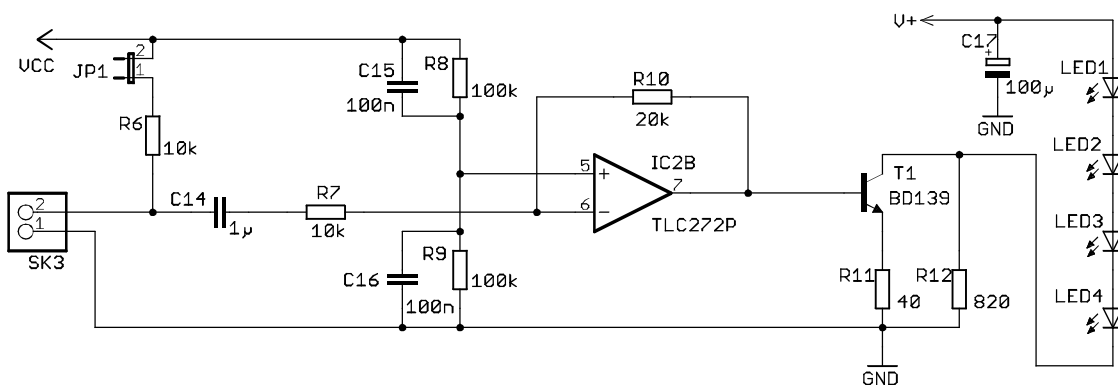 V+
C17
+
100µ
GND
LED1
LED2
LED3
LED4
VCC
JP1
2
1
R6
10k
C15
100n
R8
100k
R10
20k
SK3
2
1
C14
1µ
R7
10k
5
+
6
-
7
IC2B
TLC272P
T1
BD139
C16
100n
R9
100k
R11
40
R12
820
GND